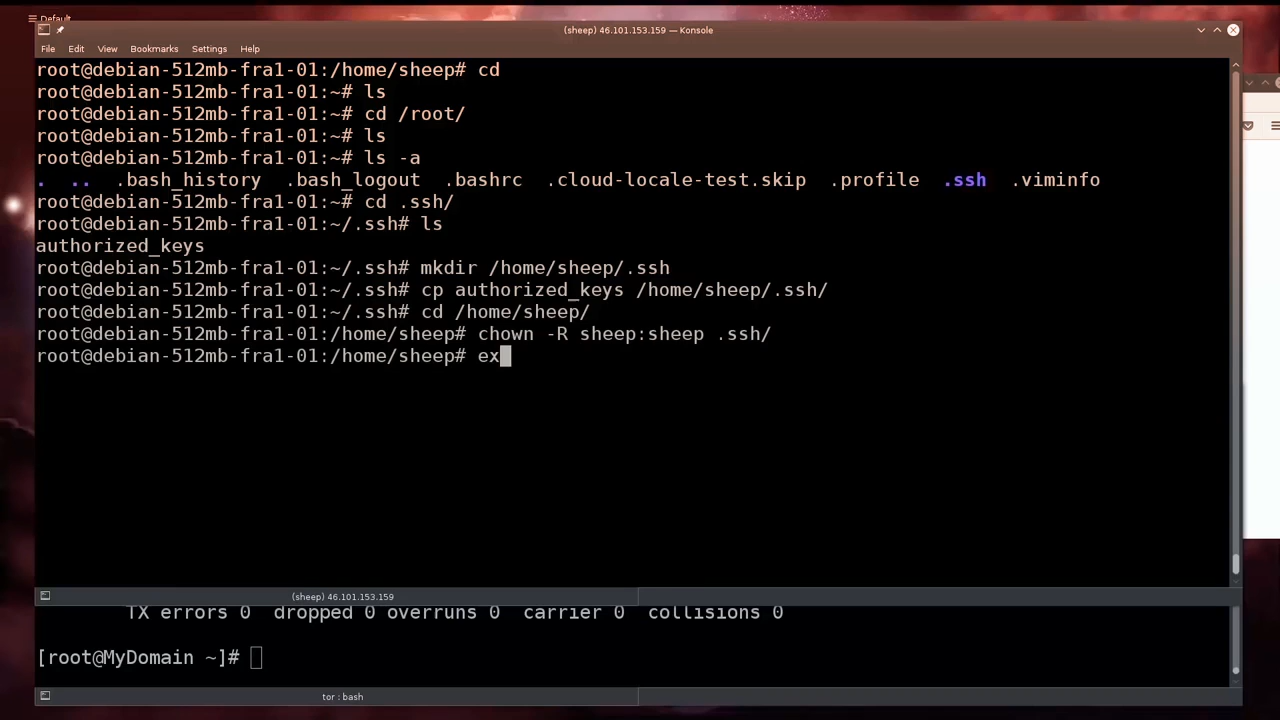 Default
(sheep) 46.101.153.159 — Konsole
File Edit View Bookmarks Settings Help
root@debian-512mb-fra1-01:/home/sheep# cd
root@debian-512mb-fra1-01:~# ls
root@debian-512mb-fra1-01:~# cd /root/
root@debian-512mb-fra1-01:~# ls
root@debian-512mb-fra1-01:~# ls -a
. .. .bash_history .bash_logout .bashrc .cloud-locale-test.skip .profile .ssh .viminfo
root@debian-512mb-fra1-01:~# cd .ssh/
root@debian-512mb-fra1-01:~/.ssh# ls
authorized_keys
root@debian-512mb-fra1-01:~/.ssh# mkdir /home/sheep/.ssh
root@debian-512mb-fra1-01:~/.ssh# cp authorized_keys /home/sheep/.ssh/
root@debian-512mb-fra1-01:~/.ssh# cd /home/sheep/
root@debian-512mb-fra1-01:/home/sheep# chown -R sheep:sheep .ssh/
root@debian-512mb-fra1-01:/home/sheep# ex
(sheep) 46.101.153.159
TX errors 0 dropped 0 overruns 0 carrier 0 collisions 0
[root@MyDomain ~]#
tor : bash